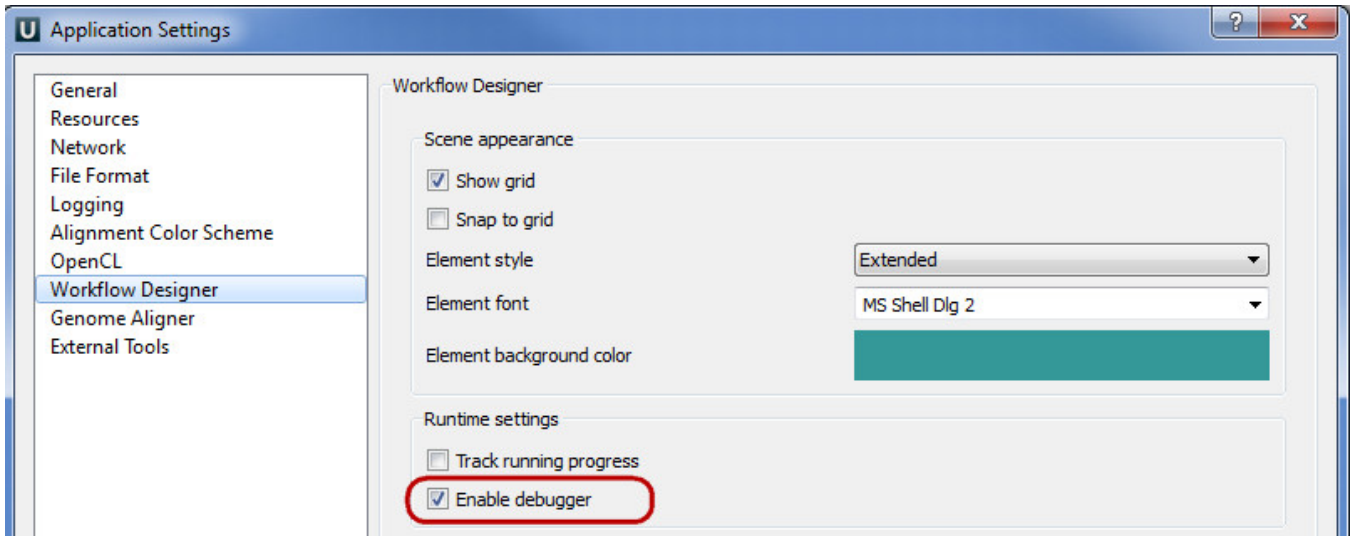 U Application Settings
General
Resources
Network
File Format
Logging
Alignment Color Scheme
OpenCL
Workflow Designer
Genome Aligner
External Tools
Workflow Designer
Scene appearance
Show grid
Snap to grid
Element style Extended
Element font MS Shell Dlg 2
Element background color
Runtime settings
Track running progress
Enable debugger